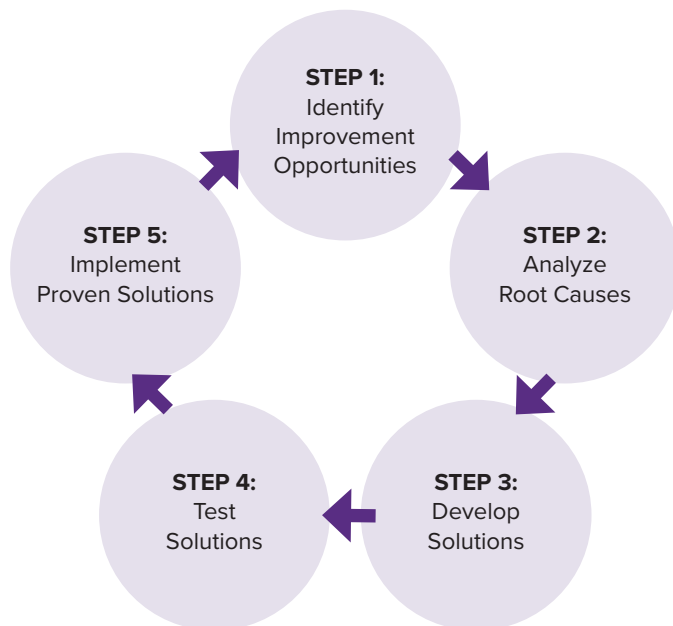 STEP 1:
Identify
Improvement
Opportunities
STEP 2:
Analyze
Root Causes
STEP 3:
Develop
Solutions
STEP 4:
Test
Solutions
STEP 5:
Implement
Proven Solutions